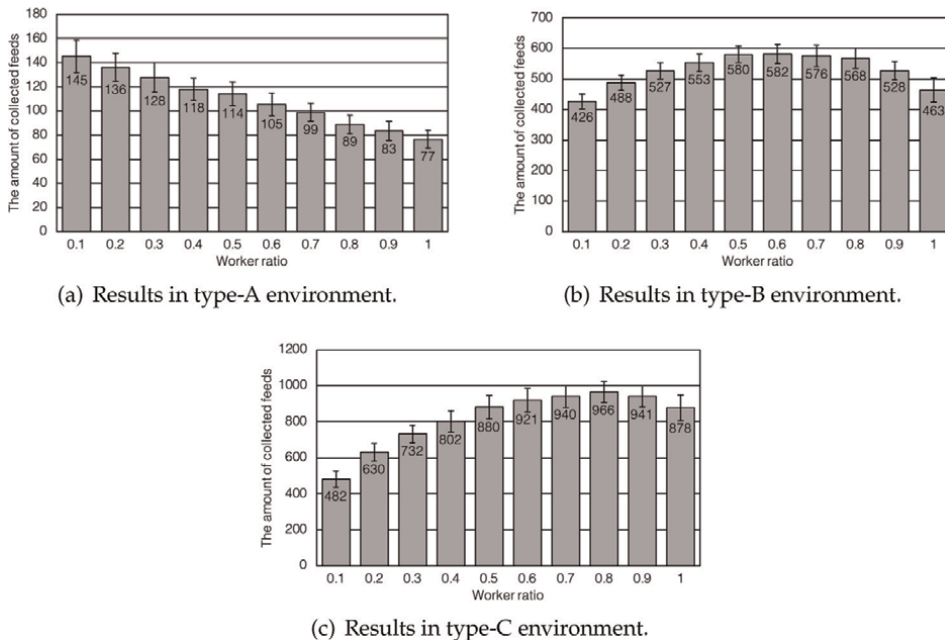 180
160
140
120
100
80
60
40
20
0
The amount of collected feeds
145 136 128 118 114 105 99 89 83 77
0.1 0.2 0.3 0.4 0.5 0.6 0.7 0.8 0.9 1
Worker ratio
(a) Results in type-A environment.
700
600
500
400
300
200
100
0
The amount of collected feeds
426 488 527 553 580 582 576 568 528 463
0.1 0.2 0.3 0.4 0.5 0.6 0.7 0.8 0.9 1
Worker ratio
(b) Results in type-B environment.
1200
1000
800
600
400
200
0
The amount of collected feeds
482 630 732 802 880 921 940 966 941 878
0.1 0.2 0.3 0.4 0.5 0.6 0.7 0.8 0.9 1
Worker ratio
(c) Results in type-C environment.